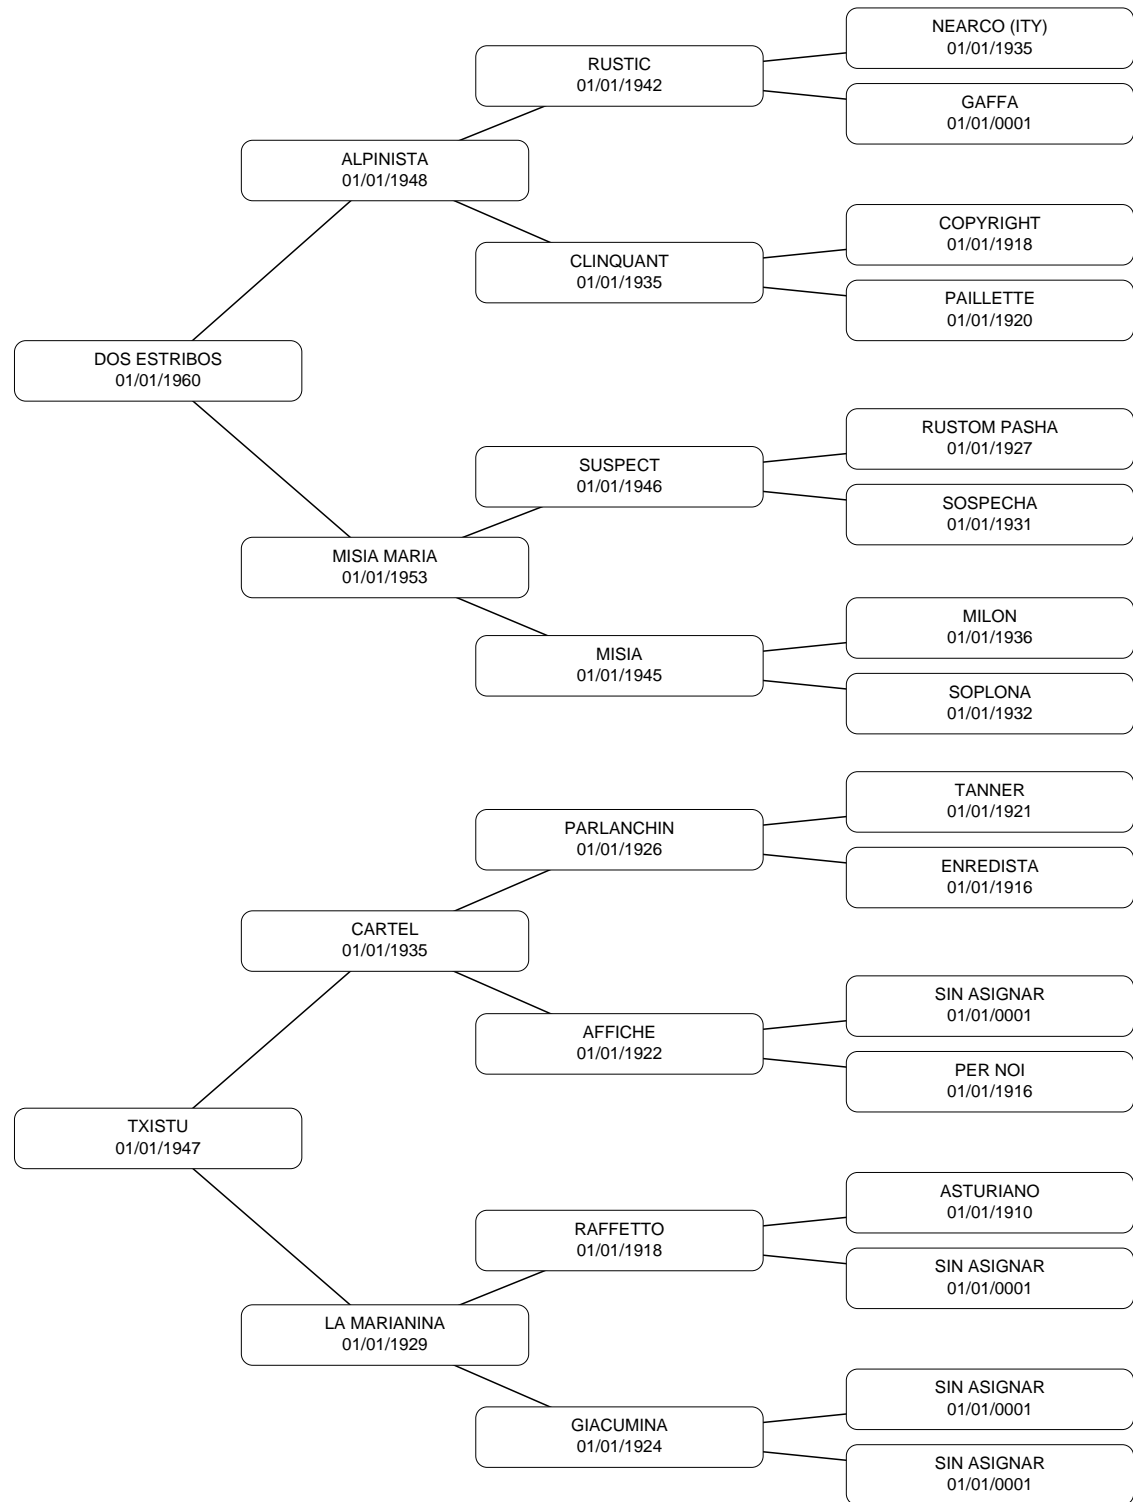 NEARCO (ITY)
01/01/1935
RUSTIC
01/01/1942
GAFFA
01/01/0001
ALPINISTA
01/01/1948
COPYRIGHT
01/01/1918
CLINQUANT
01/01/1935
PAILLETTE
01/01/1920
DOS ESTRIBOS
01/01/1960
RUSTOM PASHA
01/01/1927
SUSPECT
01/01/1946
SOSPECHA
01/01/1931
MISIA MARIA
01/01/1953
MILON
01/01/1936
MISIA
01/01/1945
SOPLONA
01/01/1932
TANNER
01/01/1921
PARLANCHIN
01/01/1926
ENREDISTA
01/01/1916
CARTEL
01/01/1935
SIN ASIGNAR
01/01/0001
AFFICHE
01/01/1922
PER NOI
01/01/1916
TXISTU
01/01/1947
ASTURIANO
01/01/1910
RAFFETTO
01/01/1918
SIN ASIGNAR
01/01/0001
LA MARIANINA
01/01/1929
SIN ASIGNAR
01/01/0001
GIACUMINA
01/01/1924
SIN ASIGNAR
01/01/0001